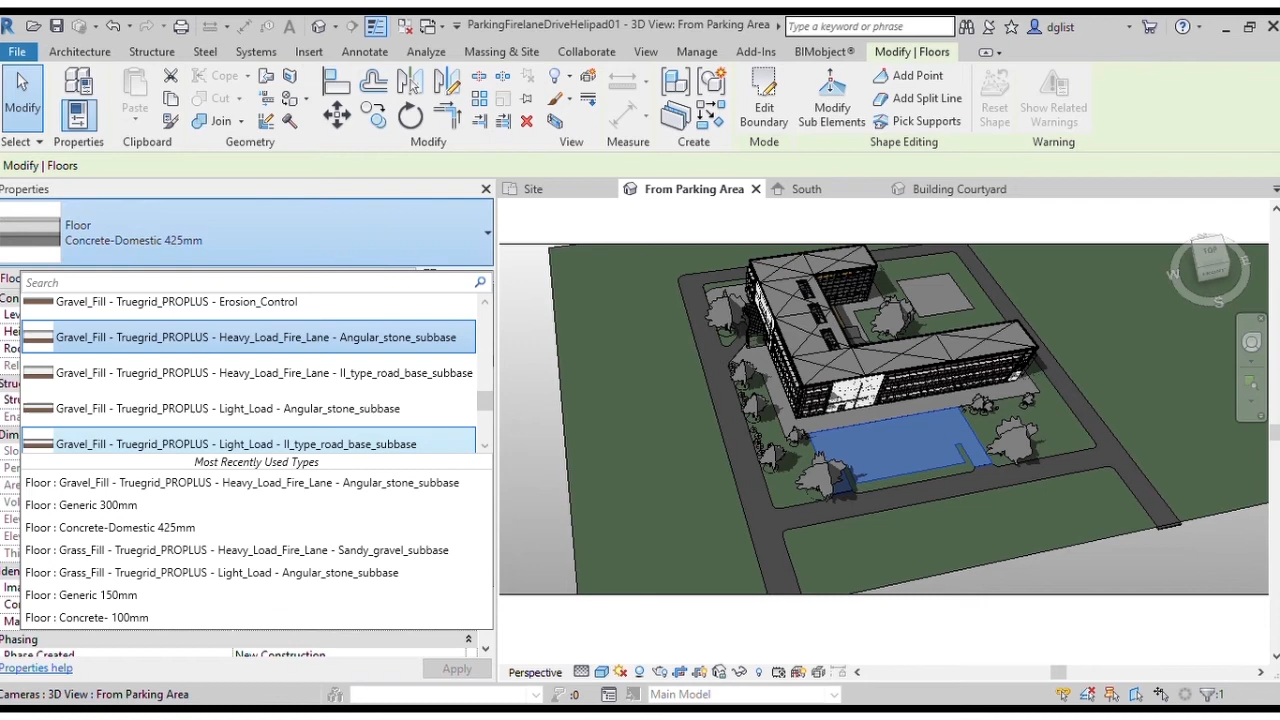 ParkingFirelaneDriveHelipad01 - 3D View: From Parking Area
Type a keyword or phrase
dglist
File Architecture Structure Steel Systems Insert Annotate Analyze Massing & Site Collaborate View Manage Add-Ins BIMobject® Modify | Floors
Modify
Paste
Cope
Cut
Join
Edit Boundary
Modify Sub Elements
Add Point
Add Split Line
Pick Supports
Reset Shape
Show Related Warnings
Select Properties Clipboard Geometry Modify View Measure Create Mode Shape Editing Warning
Modify | Floors
Properties
Site
From Parking Area
South
Building Courtyard
Floor
Concrete-Domestic 425mm
Search
Gravel_Fill - Truegrid_PROPLUS - Erosion_Control
Gravel_Fill - Truegrid_PROPLUS - Heavy_Load_Fire_Lane - Angular_stone_subbase
Gravel_Fill - Truegrid_PROPLUS - Heavy_Load_Fire_Lane - II_type_road_base_subbase
Gravel_Fill - Truegrid_PROPLUS - Light_Load - Angular_stone_subbase
Gravel_Fill - Truegrid_PROPLUS - Light_Load - II_type_road_base_subbase
Most Recently Used Types
Floor : Gravel_Fill - Truegrid_PROPLUS - Heavy_Load_Fire_Lane - Angular_stone_subbase
Floor : Generic 300mm
Floor : Concrete-Domestic 425mm
Floor : Grass_Fill - Truegrid_PROPLUS - Heavy_Load_Fire_Lane - Sandy_gravel_subbase
Floor : Grass_Fill - Truegrid_PROPLUS - Light_Load - Angular_stone_subbase
Floor : Generic 150mm
Floor : Concrete- 100mm
Phasing
Phase Created New Construction
Properties help
Apply
TOP
W
E
S
Perspective
Cameras : 3D View : From Parking Area
:0
Main Model
:1